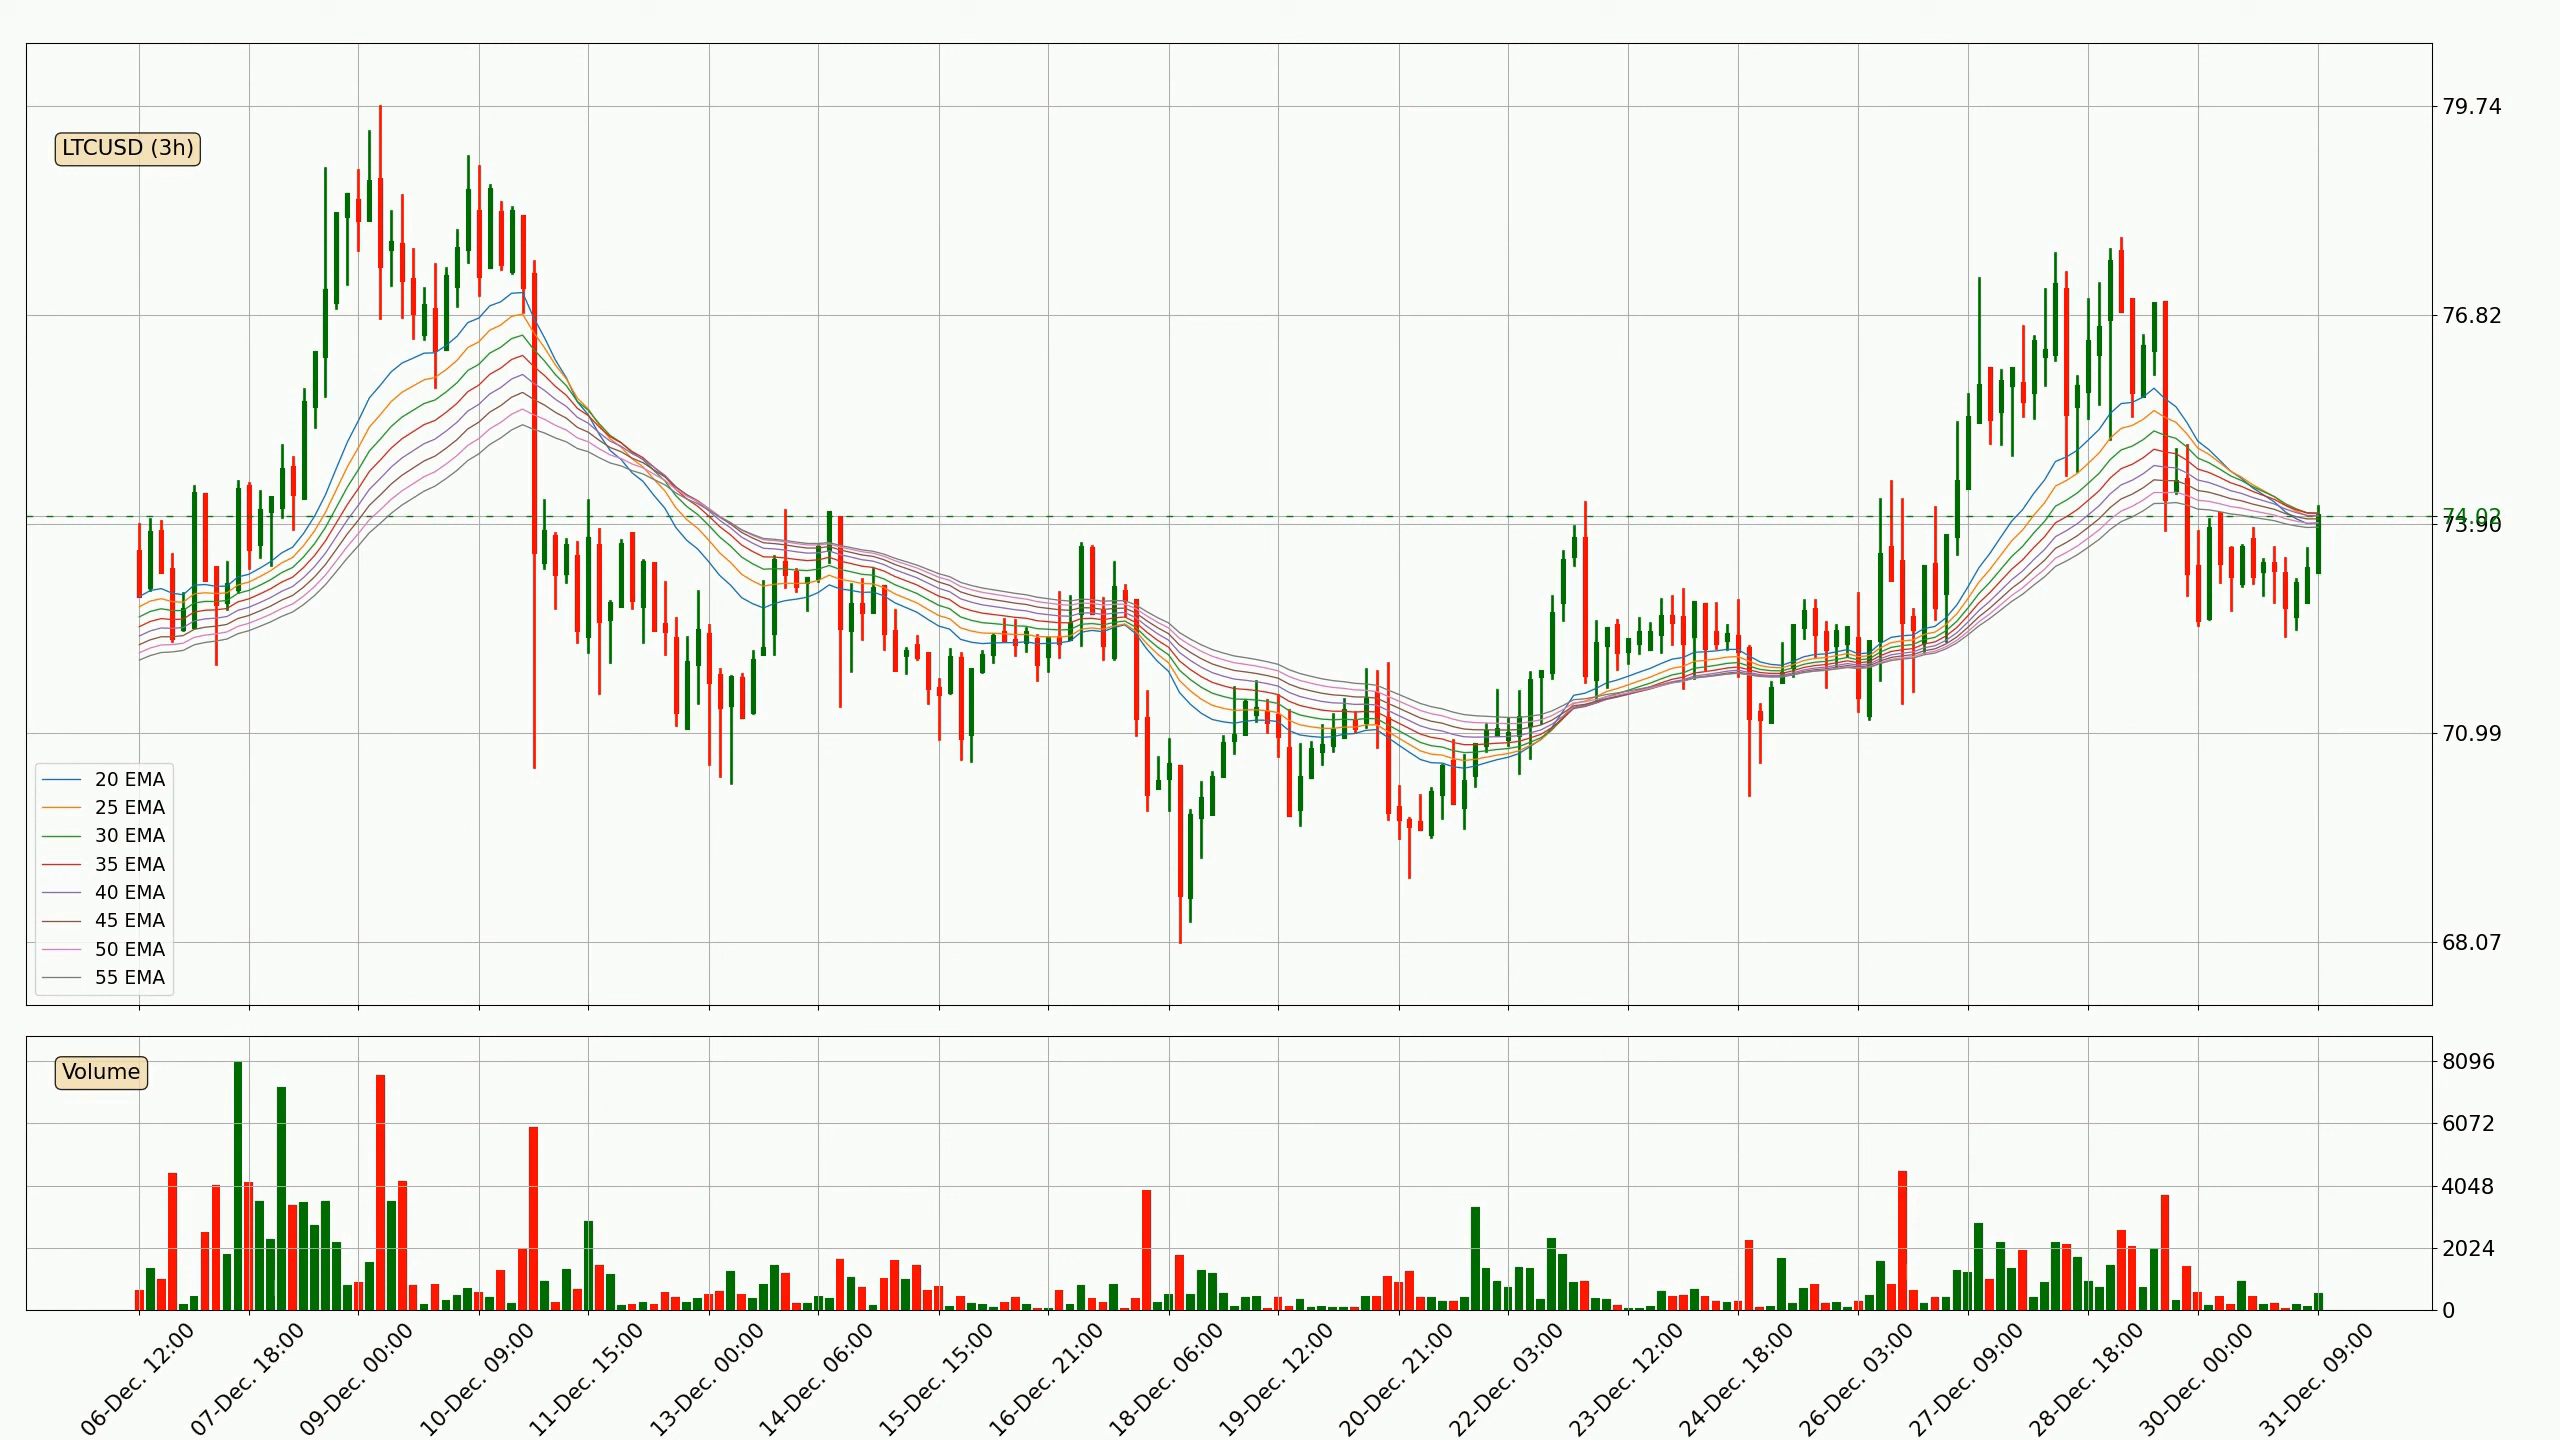 LTCUSD (3h)
79.74
76.82
74.02
73.90
70.99
68.07
20 EMA
25 EMA
30 EMA
35 EMA
40 EMA
45 EMA
50 EMA
55 EMA
Volume
8096
6072
4048
2024
0
06-Dec. 12:00
07-Dec. 18:00
09-Dec. 00:00
10-Dec. 09:00
11-Dec. 15:00
13-Dec. 00:00
14-Dec. 06:00
15-Dec. 15:00
16-Dec. 21:00
18-Dec. 06:00
19-Dec. 12:00
20-Dec. 21:00
22-Dec. 03:00
23-Dec. 12:00
24-Dec. 18:00
26-Dec. 03:00
27-Dec. 09:00
28-Dec. 18:00
30-Dec. 00:00
31-Dec. 09:00